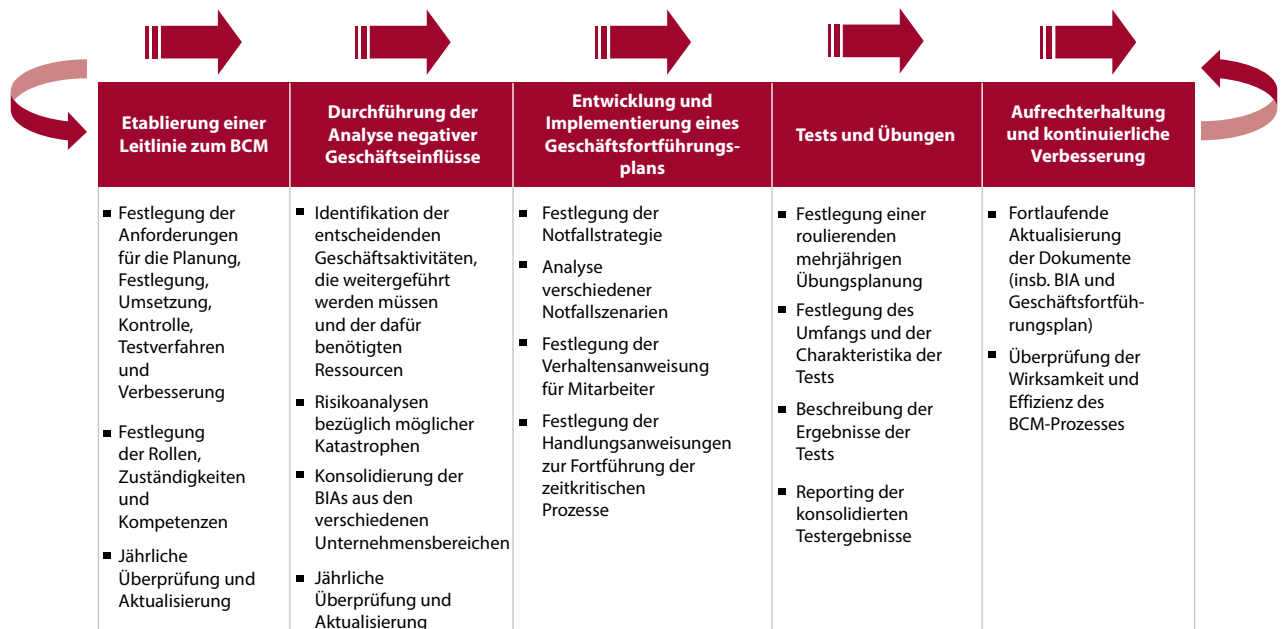 Etablierung einer
Leitlinie zum BCM
Durchführung der
Analyse negativer
Geschäftseinflüsse
Entwicklung und
Implementierung eines
Geschäftsfortführungs-
plans
Tests und Übungen
Aufrechterhaltung
und kontinuierliche
Verbesserung
Festlegung der
Anforderungen
für die Planung,
Festlegung,
Umsetzung,
Kontrolle,
Testverfahren
und
Verbesserung
Festlegung
der Rollen,
Zuständigkeiten
und
Kompetenzen
Jährliche
Überprüfung und
Aktualisierung
Identifikation der
entscheidenden
Geschäftsaktivitäten,
die weitergeführt
werden müssen
und der dafür
benötigten
Ressourcen
Risikoanalysen
bezüglich möglicher
Katastrophen
Konsolidierung der
BIAs aus den
verschiedenen
Unternehmensbereichen
Jährliche
Überprüfung und
Aktualisierung
Festlegung der
Notfallstrategie
Analyse
verschiedener
Notfallszenarien
Festlegung der
Verhaltensanweisung
für Mitarbeiter
Festlegung der
Handlungsanweisungen
zur Fortführung der
zeitkritischen
Prozesse
Festlegung einer
roulierenden
mehrjährigen
Übungsplanung
Festlegung des
Umfangs und der
Charakteristika der
Tests
Beschreibung der
Ergebnisse der
Tests
Reporting der
konsolidierten
Testergebnisse
Fortlaufende
Aktualisierung
der Dokumente
(insb. BIA und
Geschäftsfortfüh-
rungsplan)
Überprüfung der
Wirksamkeit und
Effizienz des
BCM-Prozesses